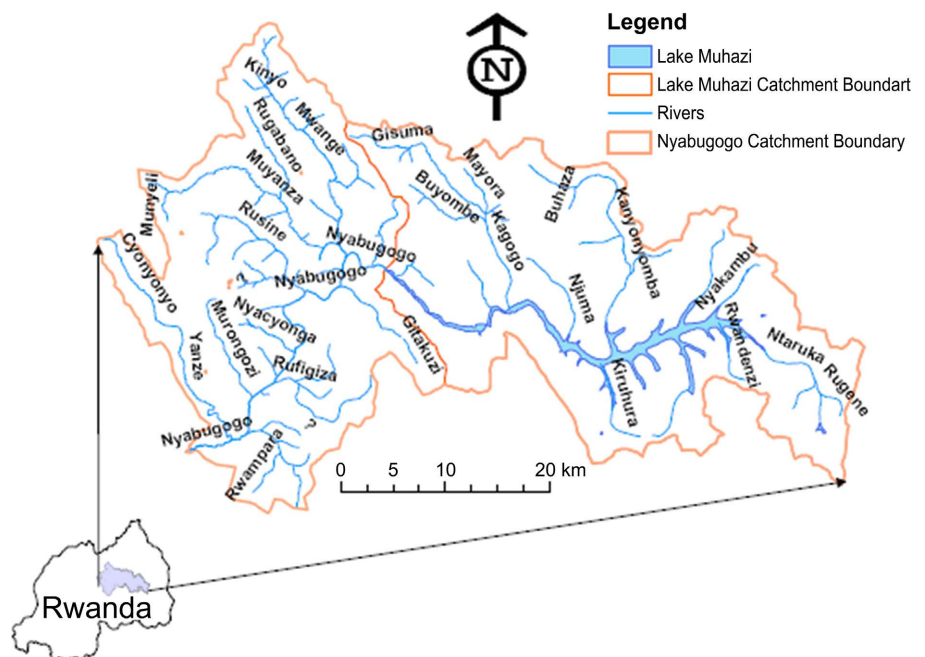 Legend
Lake Muhazi
Lake Muhazi Catchment Boundart
Rivers
Nyabugogo Catchment Boundary
N
Kinyo
Rugabano
Mwange
Gisuma
Mayora
Muyanza
Buyombe
Buhaza
Munyeli
Kanyonyomba
Rusine
Nyabugogo
Kagogo
Cyonyonyo
?
Nyabugogo
Njuma
Nyakambu
Nyacyonga
Murongozi
Yanze
Gitakuzi
Rwandenzi
Ntaruka
Rugene
Rufigiza
Kiruhura
Nyabugogo
?
Rwampara
0 5 10 20 km
Rwanda